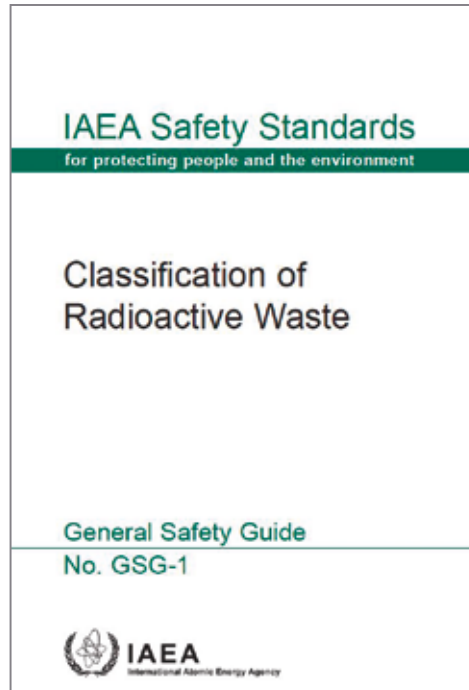 IAEA Safety Standards
for protecting people and the environment
Classification of
Radioactive Waste
General Safety Guide
No. GSG-1
IAEA
International Atomic Energy Agency